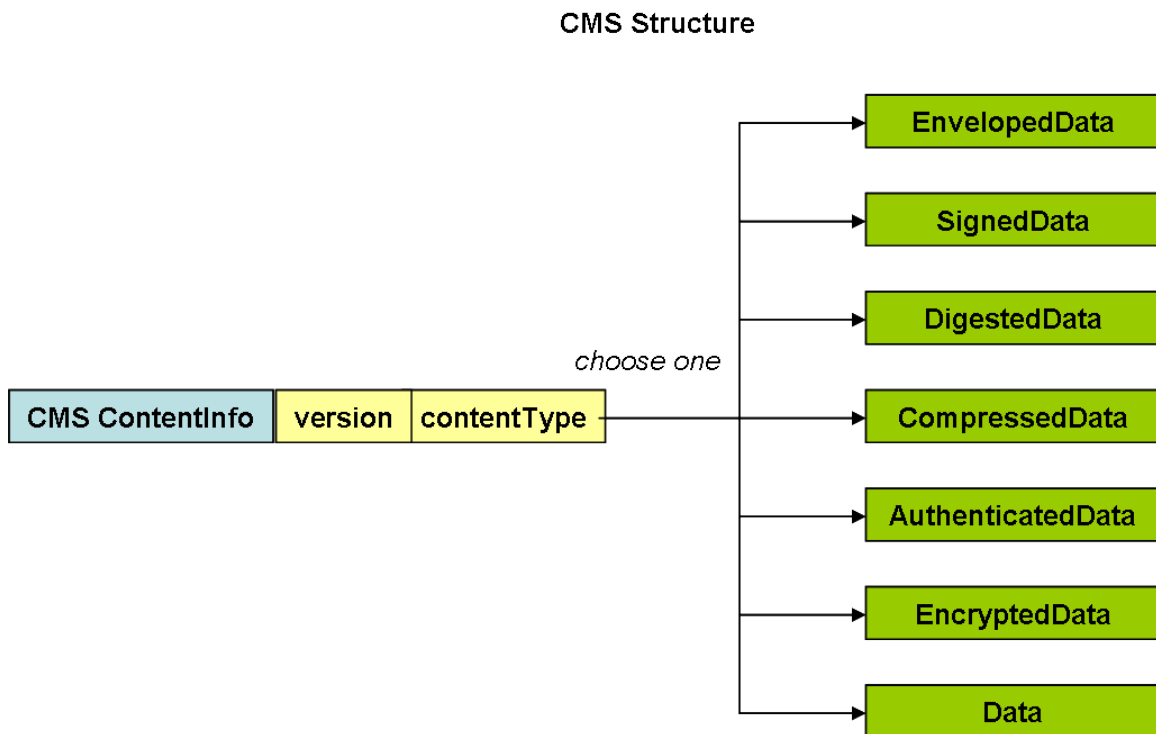 CMS Structure
EnvelopedData
SignedData
DigestedData
choose one
CMS ContentInfo version contentType
CompressedData
AuthenticatedData
EncryptedData
Data